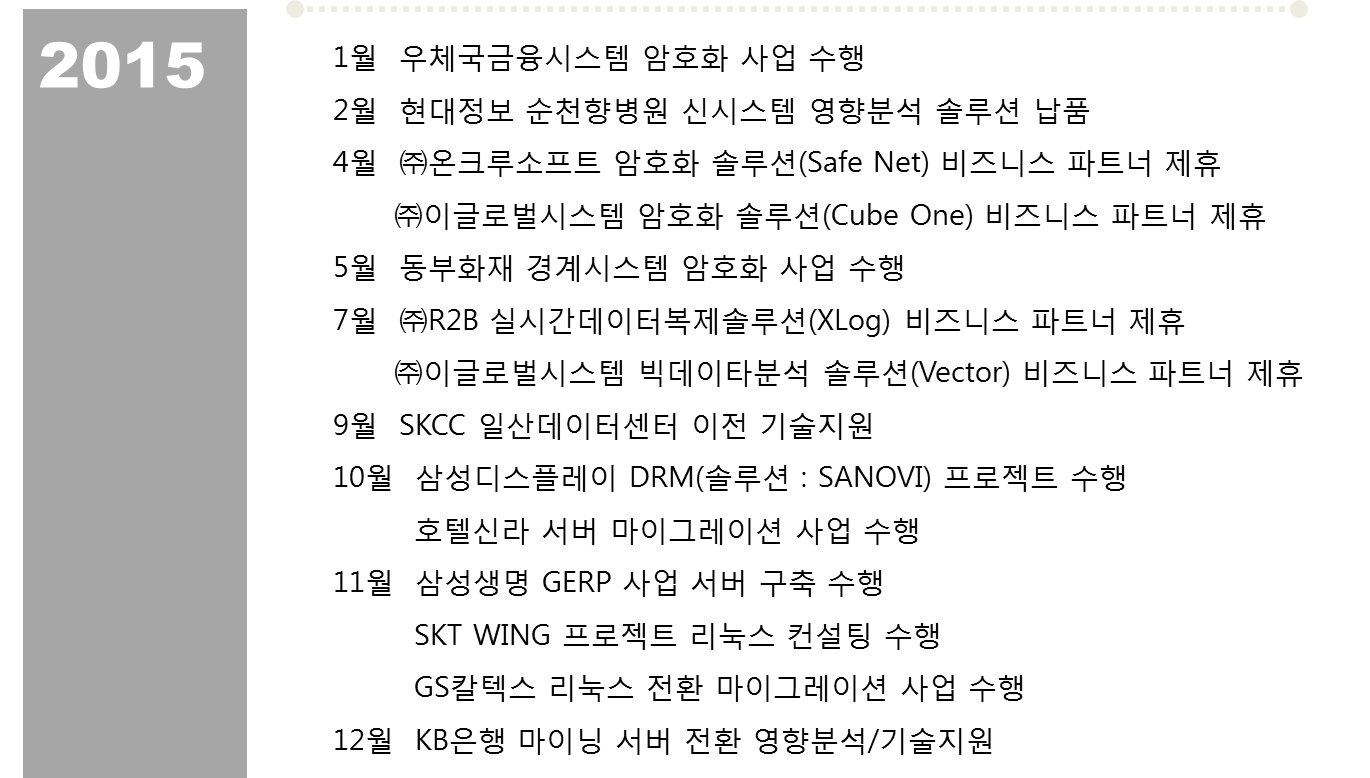 2015
1월 우체국금융시스템 암호화 사업 수행
2월 현대정보 순천향병원 신시스템 영향분석 솔루션 납품
4월 ㈜온크루소프트 암호화 솔루션(Safe Net) 비즈니스 파트너 제휴
㈜이글로벌시스템 암호화 솔루션(Cube One) 비즈니스 파트너 제휴
5월 동부화재 경계시스템 암호화 사업 수행
7월 ㈜R2B 실시간데이터복제솔루션(XLog) 비즈니스 파트너 제휴
㈜이글로벌시스템 빅데이타분석 솔루션(Vector) 비즈니스 파트너 제휴
9월 SKCC 일산데이터센터 이전 기술지원
10월 삼성디스플레이 DRM(솔루션 : SANOVI) 프로젝트 수행
호텔신라 서버 마이그레이션 사업 수행
11월 삼성생명 GERP 사업 서버 구축 수행
SKT WING 프로젝트 리눅스 컨설팅 수행
GS칼텍스 리눅스 전환 마이그레이션 사업 수행
12월 KB은행 마이닝 서버 전환 영향분석/기술지원